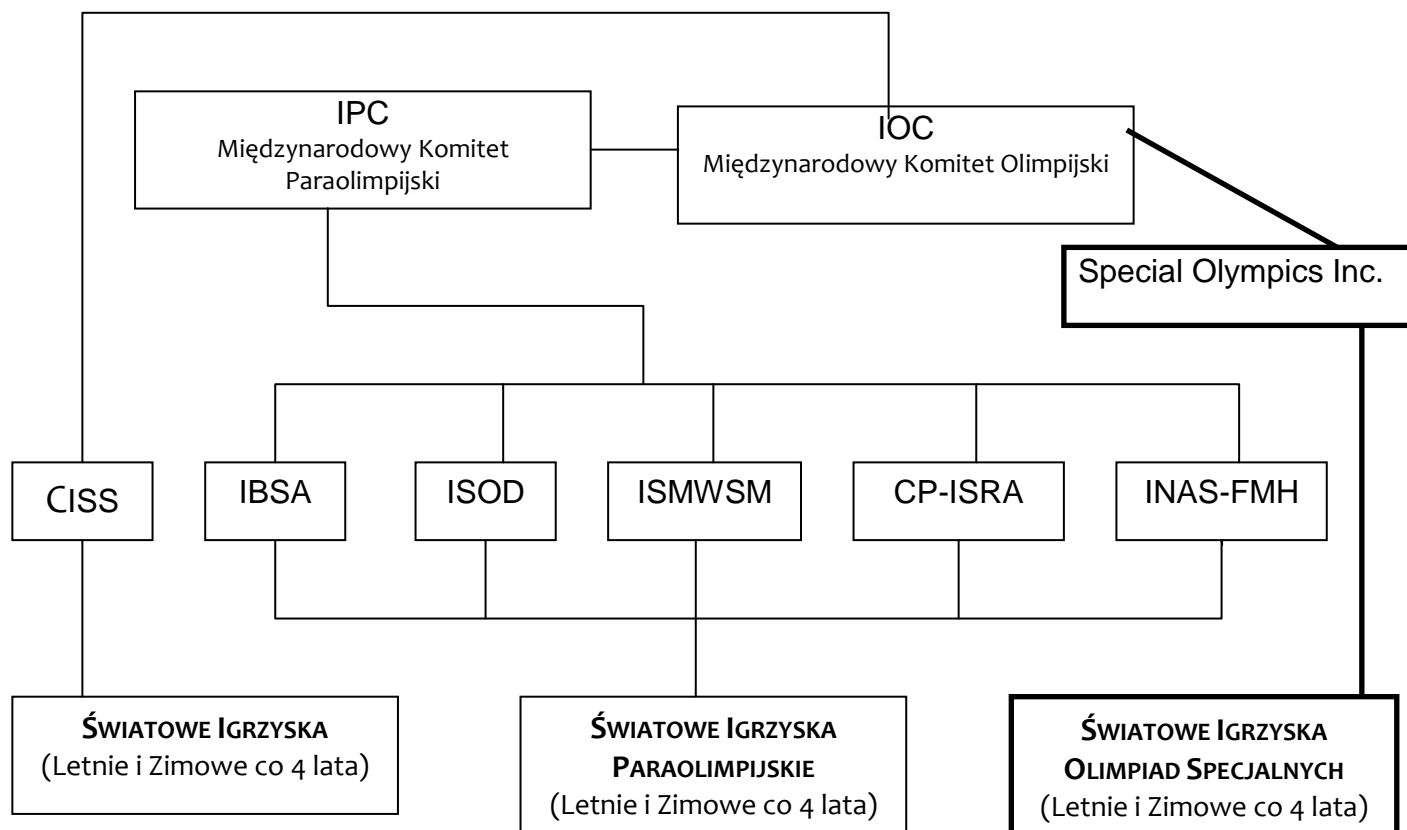 IPC
Międzynarodowy Komitet
Paraolimpijski
IOC
Międzynarodowy Komitet Olimpijski
Special Olympics Inc.
CISS
IBSA
ISOD
ISMWSM
CP-ISRA
INAS-FMH
ŚWIATOWE IGRZYSKA
(Letnie i Zimowe co 4 lata)
ŚWIATOWE IGRZYSKA
PARAOLIMPIJSKIE
(Letnie i Zimowe co 4 lata)
ŚWIATOWE IGRZYSKA
OLIMPIAD SPECJALNYCH
(Letnie i Zimowe co 4 lata)